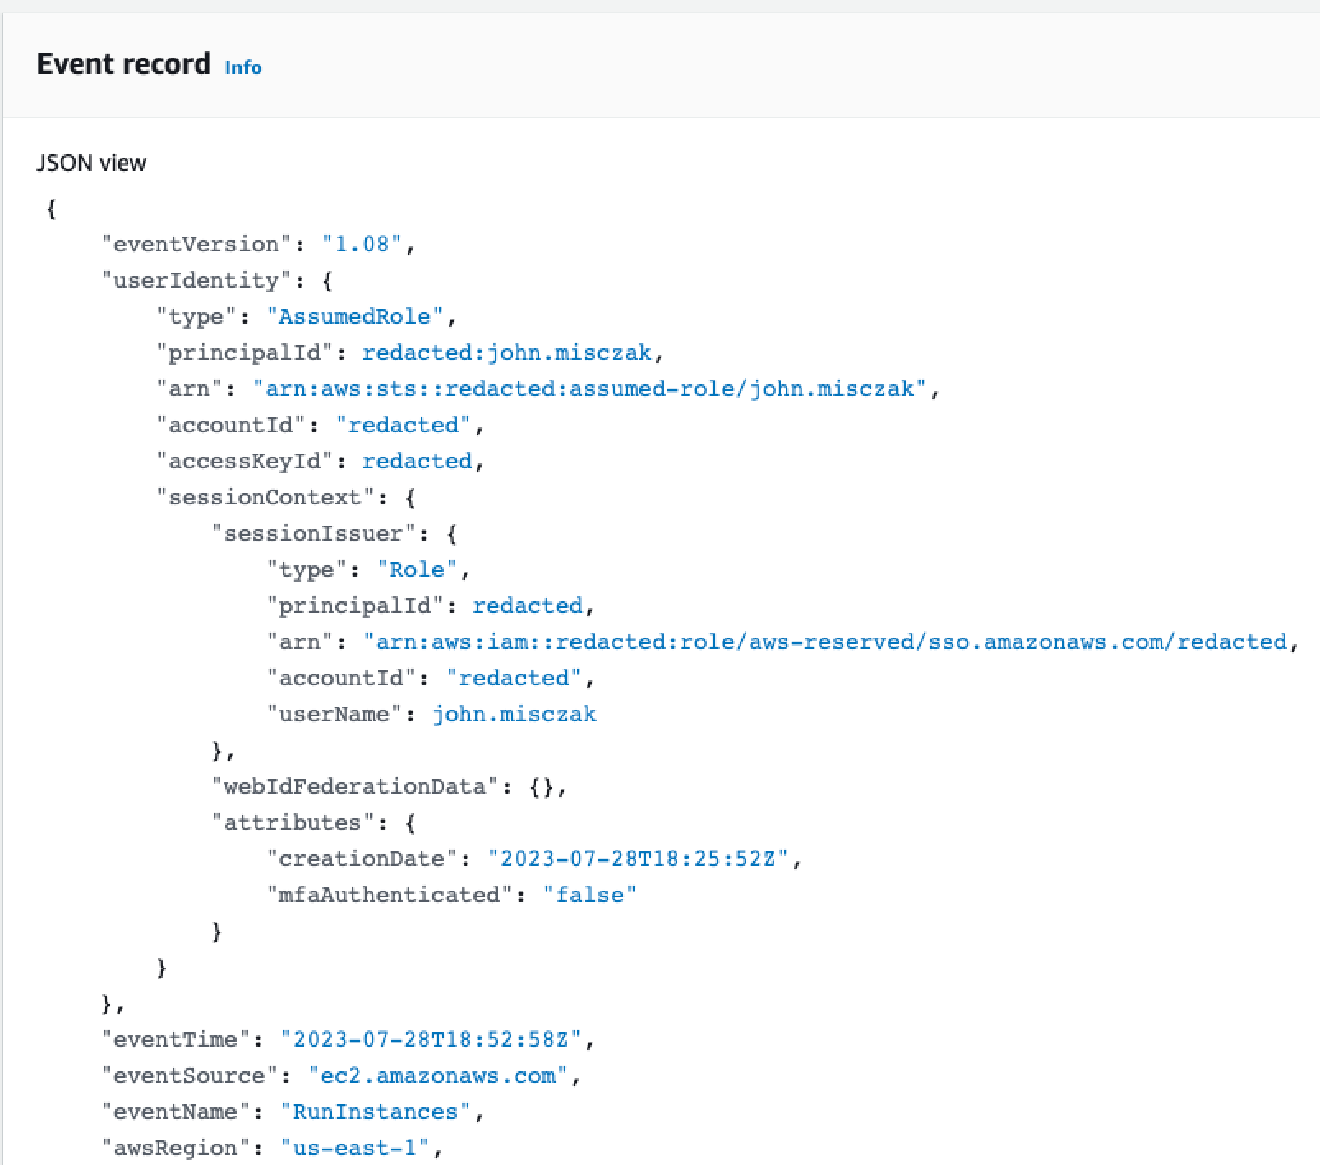 Event record Info
JSON view
{
"eventVersion": "1.08",
"userIdentity": {
"type": "AssumedRole",
"principalId": redacted:john.misczak,
"arn": "arn:aws:sts::redacted:assumed-role/john.misczak",
"accountId": "redacted",
"accessKeyId": redacted,
"sessionContext": {
"sessionIssuer": {
"type": "Role",
"principalId": redacted,
"arn": "arn:aws:iam::redacted:role/aws-reserved/sso.amazonaws.com/redacted,
"accountId": "redacted",
"userName": john.misczak
},
"webIdFederationData": {},
"attributes": {
"creationDate": "2023-07-28T18:25:52Z",
"mfaAuthenticated": "false"
}
}
},
"eventTime": "2023-07-28T18:52:58Z",
"eventSource": "ec2.amazonaws.com",
"eventName": "RunInstances",
"awsRegion": "us-east-1",